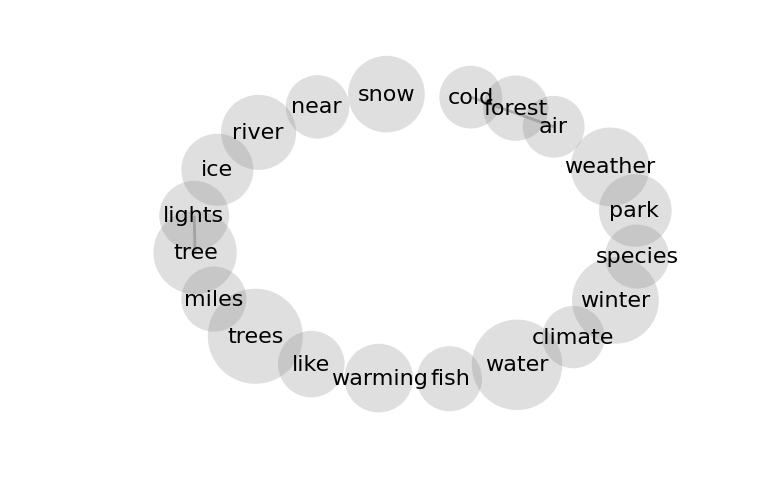 snow
cold
near
forest
air
river
weather
ice
park
lights
tree
species
miles
winter
trees
climate
like
water
warming
fish